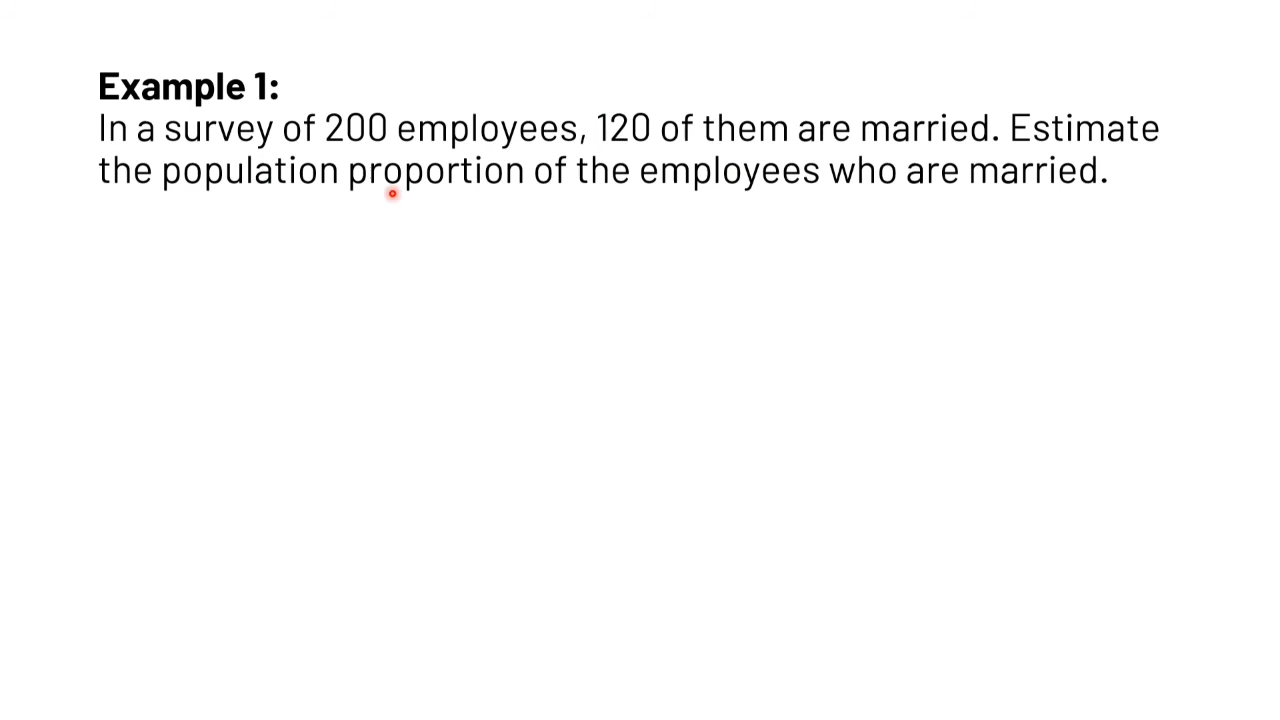 Example 1:
In a survey of 200 employees, 120 of them are married. Estimate
the population proportion of the employees who are married.